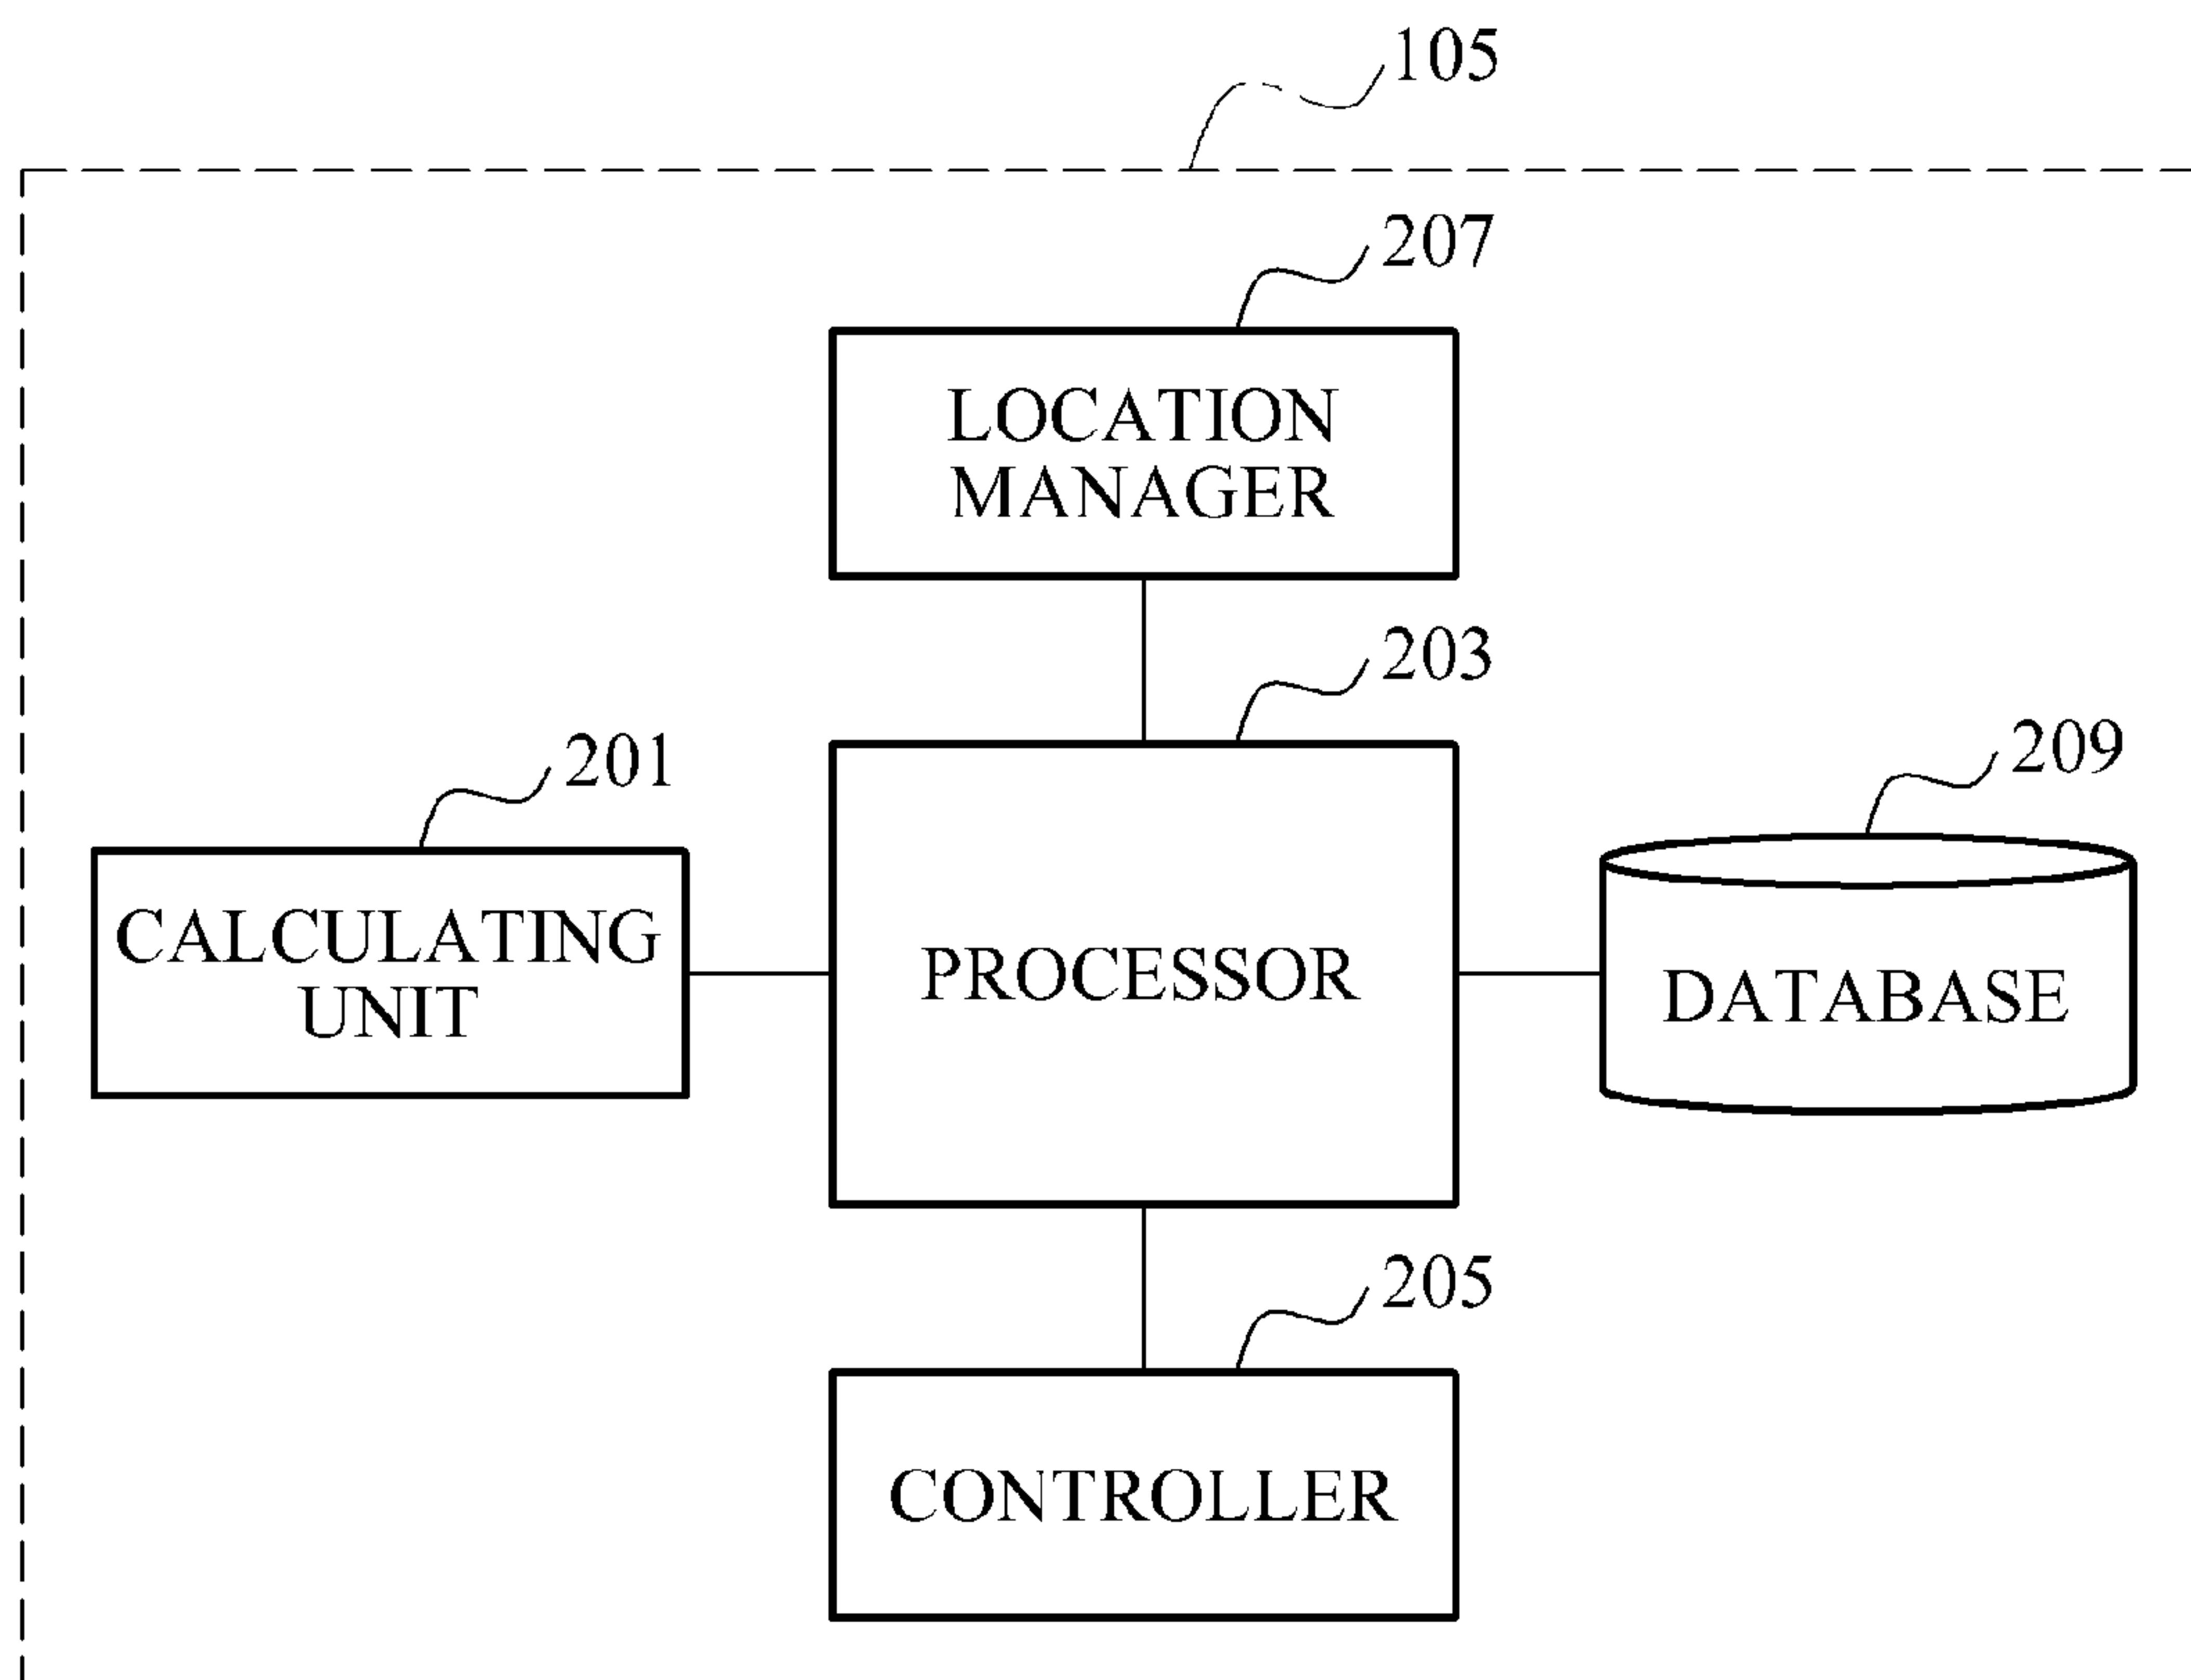 105
207
LOCATION
MANAGER
203
201
209
CALCULATING
UNIT
PROCESSOR
DATABASE
205
CONTROLLER